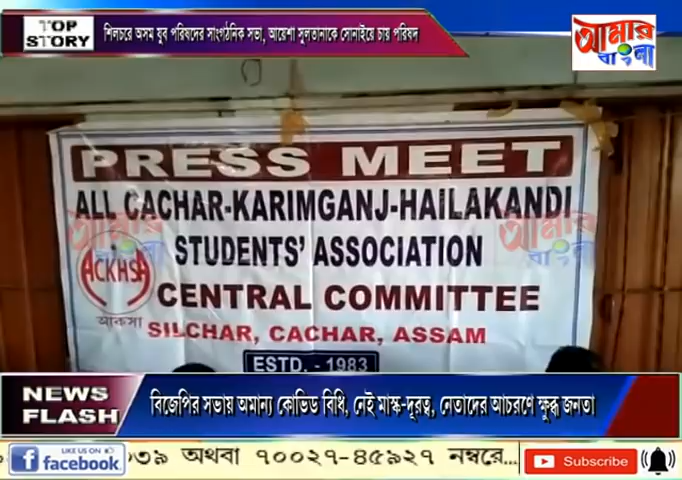 TOP STORY
শিলচরে অসম যুব পরিষদের সাংগঠনিক সভা, আয়েশা সুলতানাকে সোনাইয়ে চায় পরিষদ
আমার বাংলা
PRESS MEET
ALL CACHAR-KARIMGANJ-HAILAKANDI
STUDENTS' ASSOCIATION
ACKHSA
আকসা
CENTRAL COMMITTEE
SILCHAR, CACHAR, ASSAM
ESTD. - 1983
NEWS FLASH
বিজেপির সভায় অমান্য কোভিড বিধি, নেই মাস্ক-দূরত্ব, নেতাদের আচরণে ক্ষুব্ধ জনতা
LIKE US ON
facebook
৩৯ অথবা ৭০০২৭-৪৫৯২৭ নম্বরে...
Subscribe